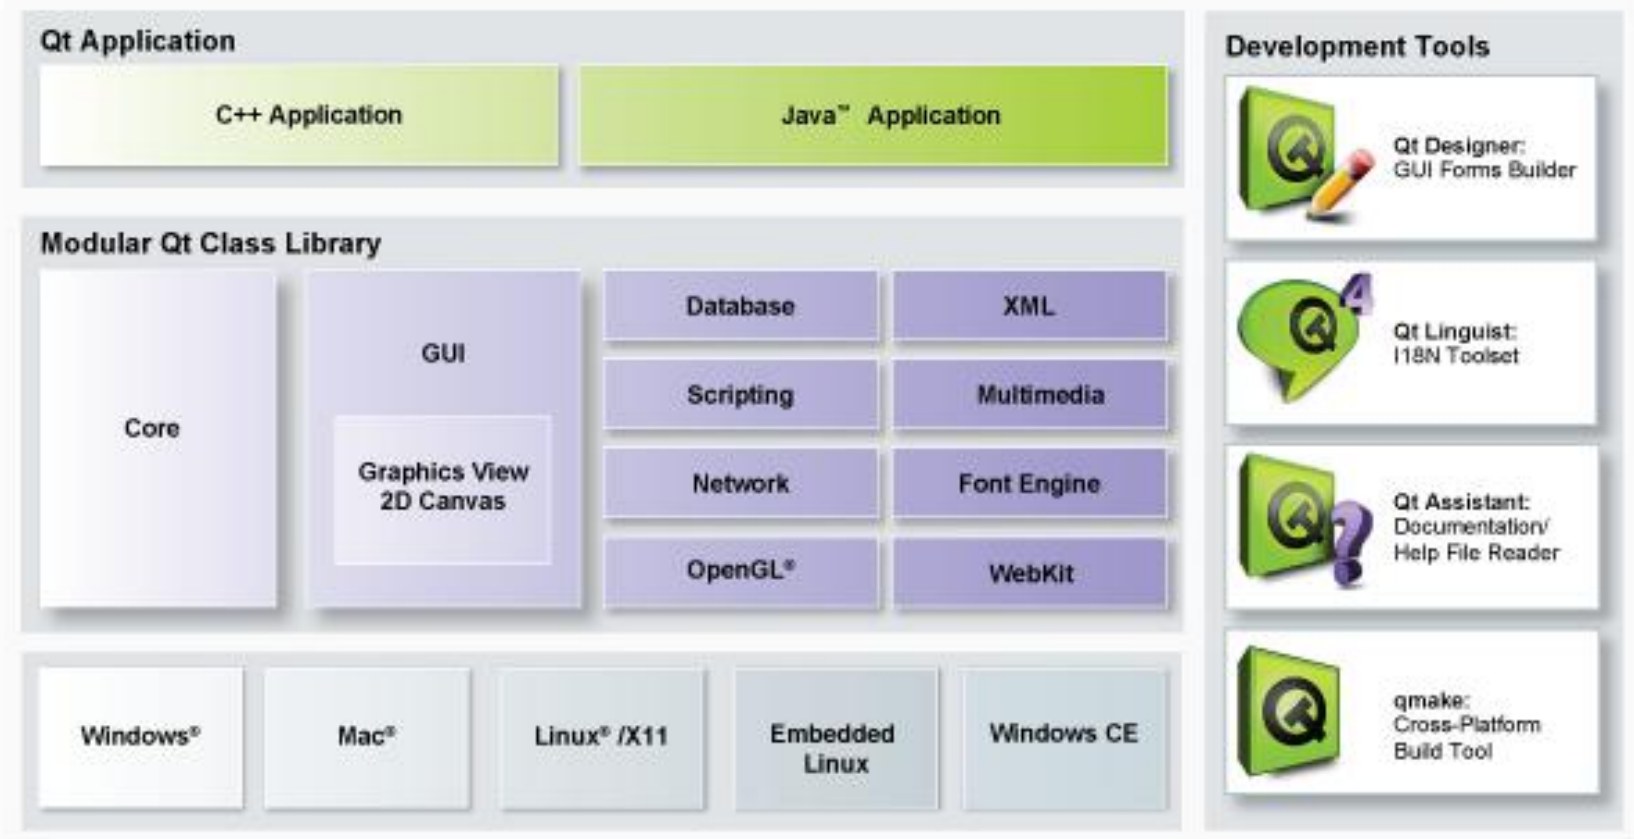 Qt Application
C++ Application
Java™ Application
Modular Qt Class Library
Core
GUI
Graphics View
2D Canvas
Database
XML
Scripting
Multimedia
Network
Font Engine
OpenGL®
WebKit
Windows®
Mac®
Linux® /X11
Embedded
Linux
Windows CE
Development Tools
Qt Designer:
GUI Forms Builder
4
Qt Linguist:
I18N Toolset
?
Qt Assistant:
Documentation/
Help File Reader
qmake:
Cross-Platform
Build Tool